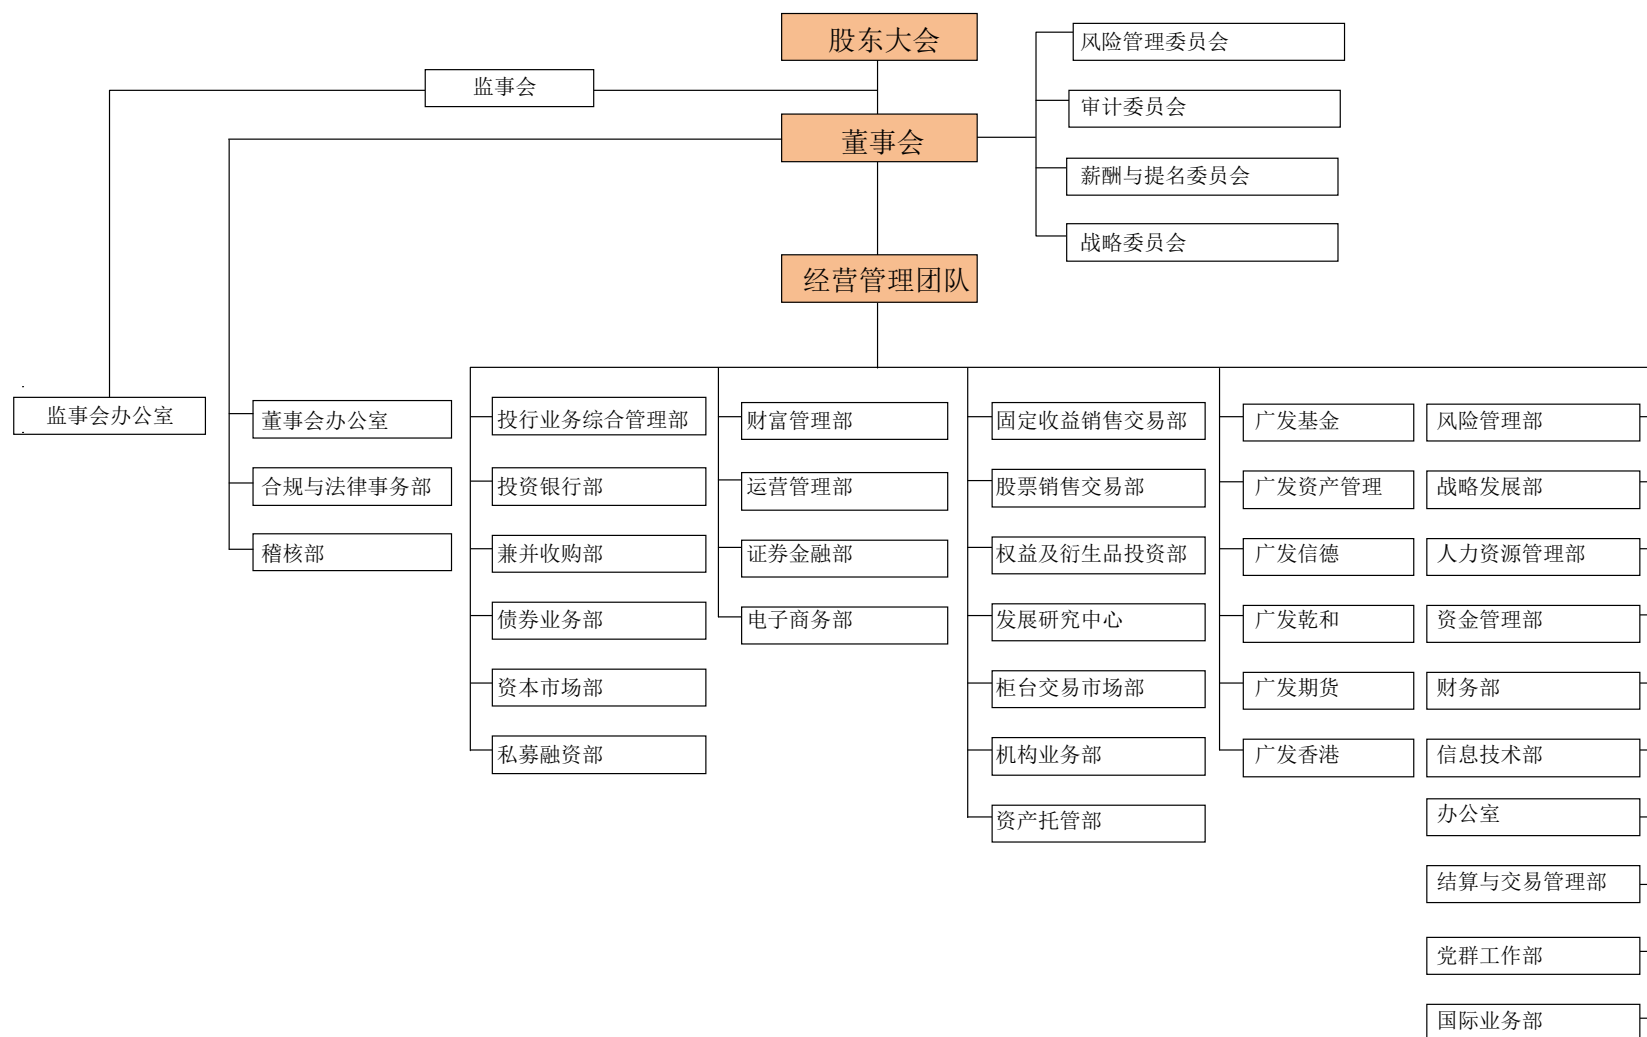 股东大会
监事会
董事会
风险管理委员会
审计委员会
薪酬与提名委员会
战略委员会
经营管理团队
监事会办公室
董事会办公室
合规与法律事务部
稽核部
投行业务综合管理部
投资银行部
兼并收购部
债券业务部
资本市场部
私募融资部
财富管理部
运营管理部
证券金融部
电子商务部
固定收益销售交易部
股票销售交易部
权益及衍生品投资部
发展研究中心
柜台交易市场部
机构业务部
资产托管部
广发基金
广发资产管理
广发信德
广发乾和
广发期货
广发香港
风险管理部
战略发展部
人力资源管理部
资金管理部
财务部
信息技术部
办公室
结算与交易管理部
党群工作部
国际业务部